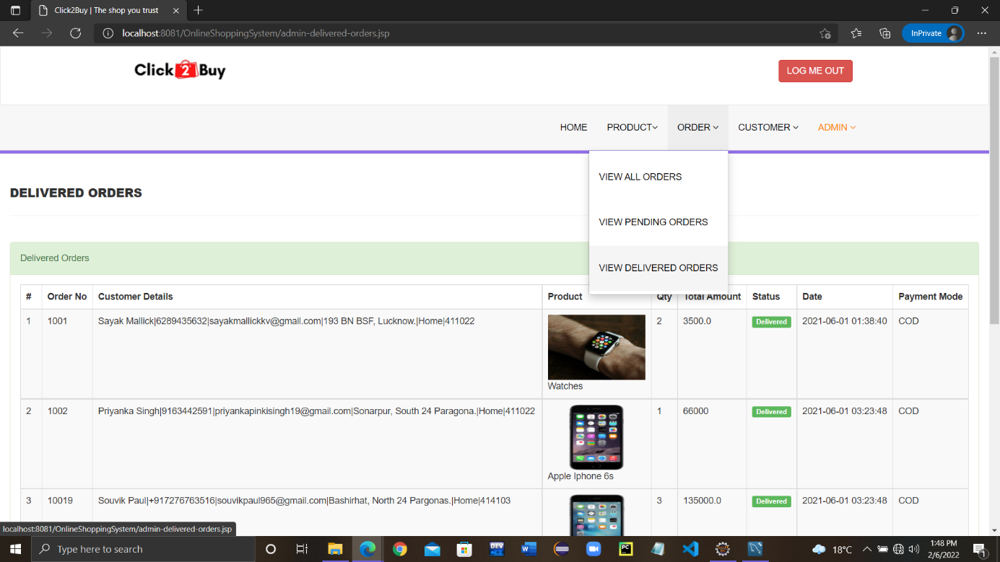 Click2Buy | The shop you trust
localhost:8081/OnlineShoppingSystem/admin-delivered-orders.jsp
InPrivate
Click 2 Buy
LOG ME OUT
HOME PRODUCT ORDER CUSTOMER ADMIN
VIEW ALL ORDERS
VIEW PENDING ORDERS
VIEW DELIVERED ORDERS
DELIVERED ORDERS
Delivered Orders
# Order No Customer Details Product Qty Total Amount Status Date Payment Mode
1 1001 Sayak Mallick|6289435632|sayakmallickkv@gmail.com|193 BN BSF, Lucknow.|Home|411022 2 3500.0 Delivered 2021-06-01 01:38:40 COD
Watches
2 1002 Priyanka Singh|9163442591|priyankapinkisingh19@gmail.com|Sonarpur, South 24 Paragona.|Home|411022 1 66000 Delivered 2021-06-01 03:23:48 COD
Apple Iphone 6s
3 10019 Souvik Paul|+917276763516|souvikpaul965@gmail.com|Bashirhat, North 24 Pargonas.|Home|414103 3 135000.0 Delivered 2021-06-01 03:23:48 COD
localhost:8081/OnlineShoppingSystem/admin-delivered-orders.jsp
Type here to search
DEV
W
PC
18°C
1:48 PM
2/6/2022
1